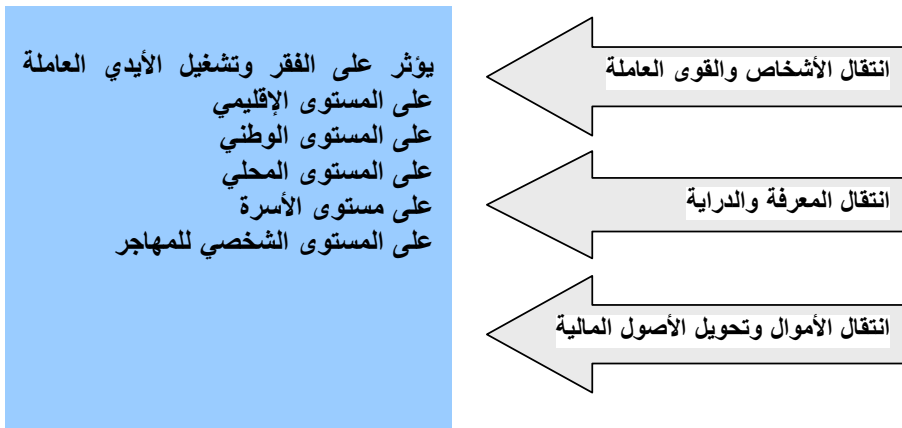 انتقال الأشخاص والقوى العاملة
انتقال المعرفة والدراية
انتقال الأموال وتحويل الأصول المالية
يؤثر على الفقر وتشغيل الأيدي العاملة
على المستوى الإقليمي
على المستوى الوطني
على المستوى المحلي
على مستوى الأسرة
على المستوى الشخصي للمهاجر